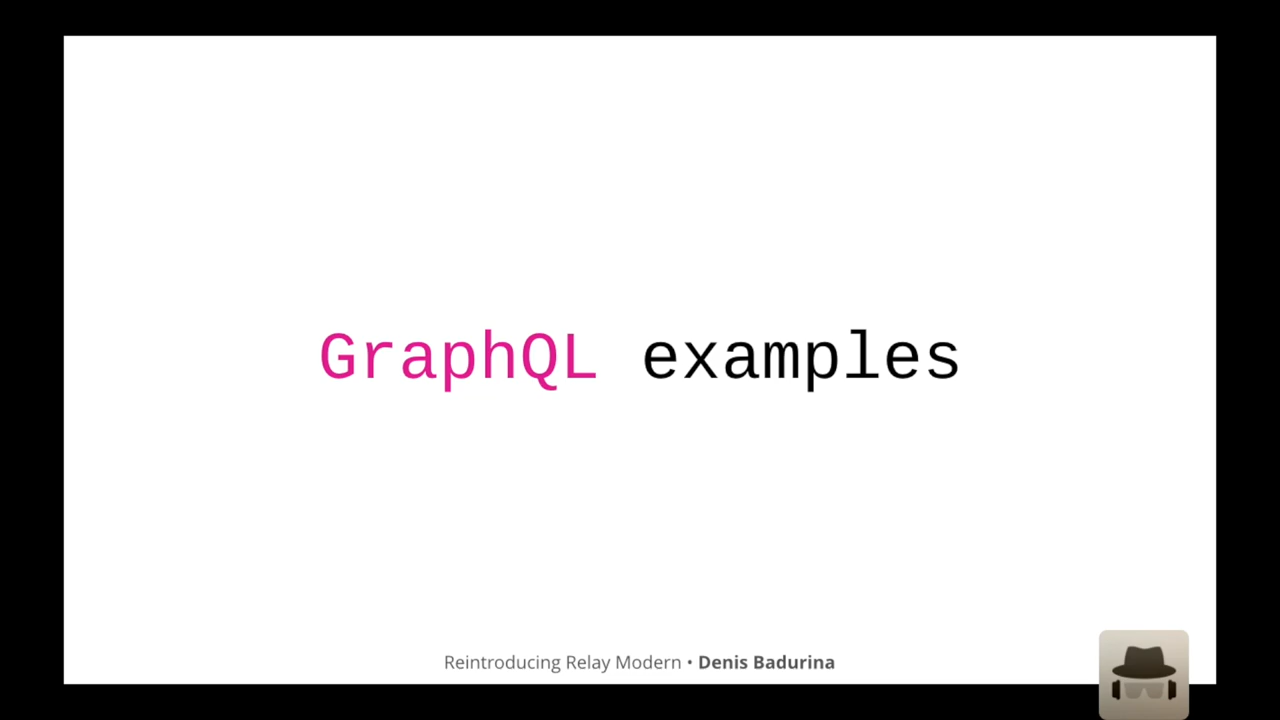 GraphQL examples
Reintroducing Relay Modern • Denis Badurina